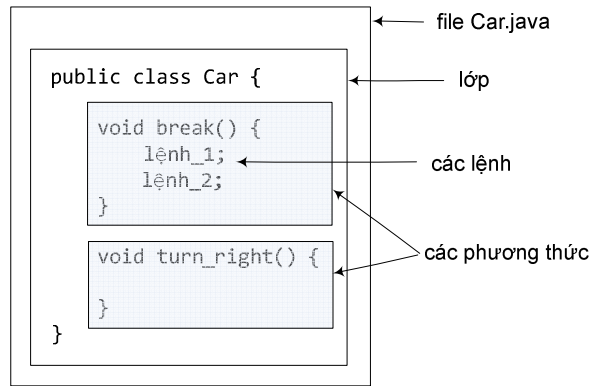 file Car.java
public class Car {
lớp
void break() {
lệnh_1;
các lệnh
lệnh_2;
}
các phương thức
void turn_right() {
}
}